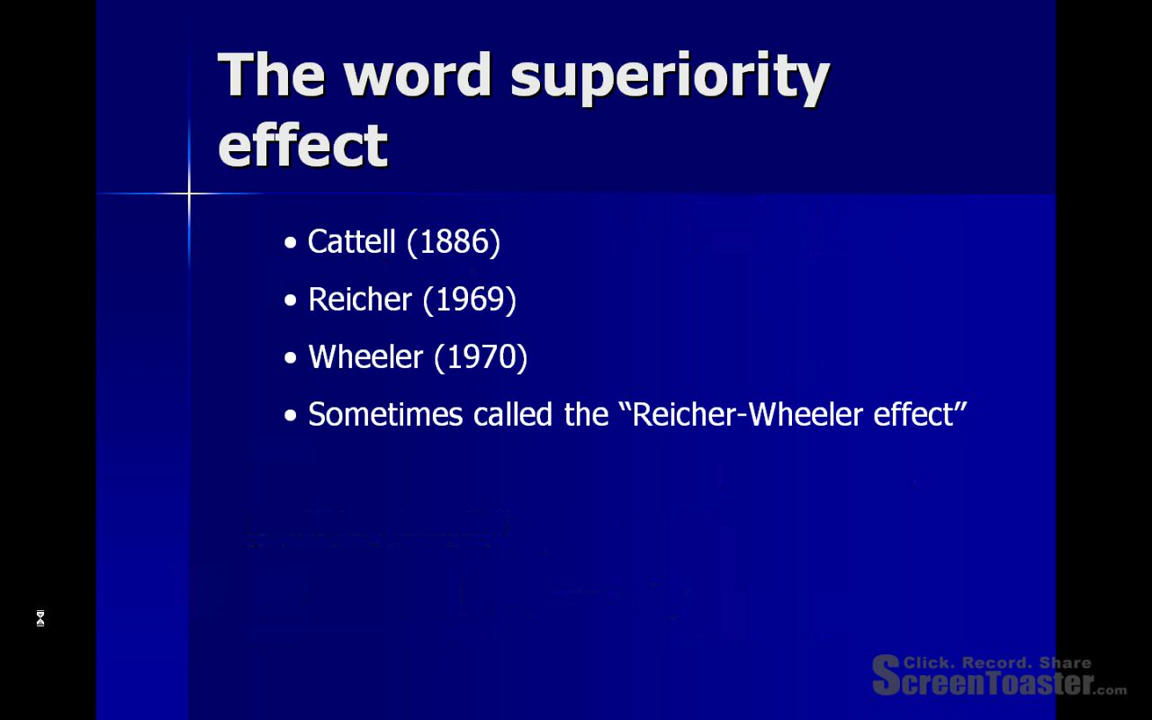 The word superiority
effect
• Cattell (1886)
• Reicher (1969)
• Wheeler (1970)
• Sometimes called the “Reicher-Wheeler effect”
Click. Record. Share
ScreenToaster.com